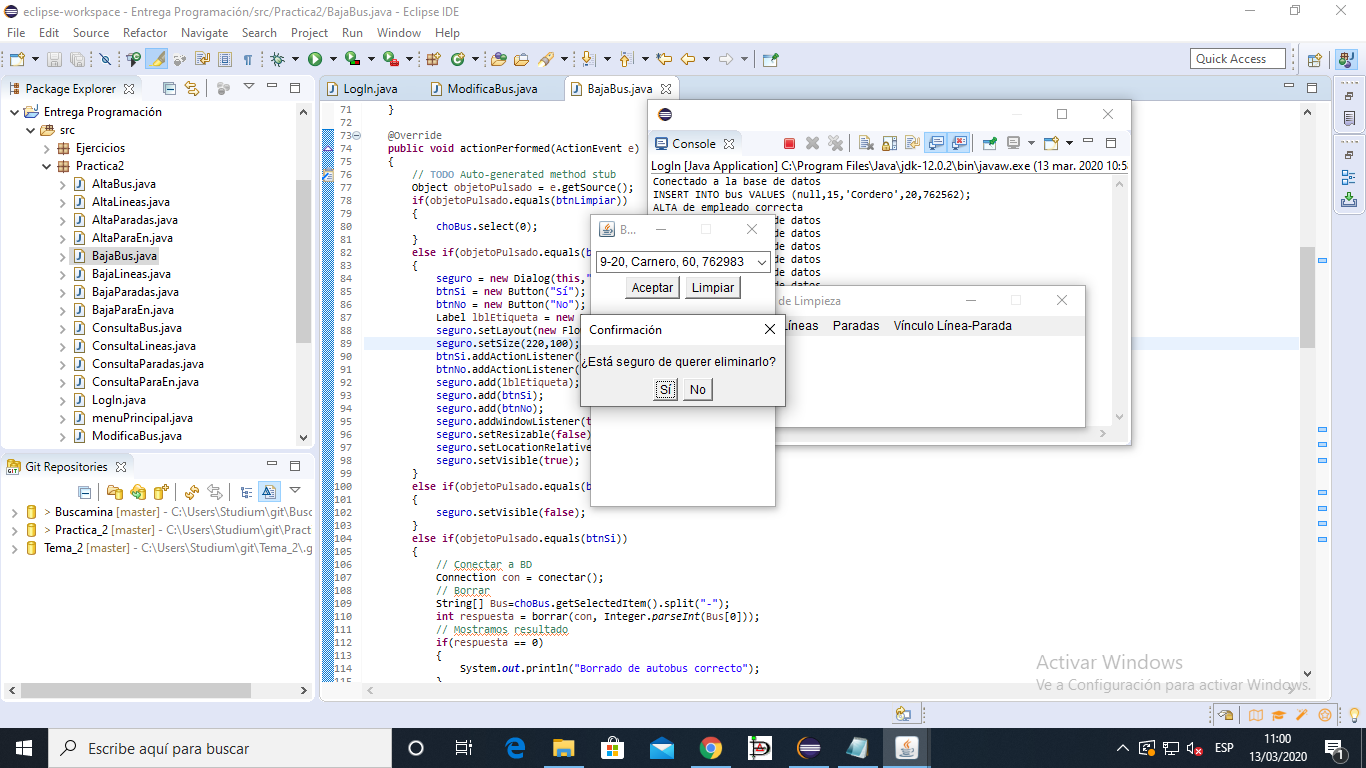 eclipse-workspace - Entrega Programación/src/Practica2/BajaBus.java - Eclipse IDE
File Edit Source Refactor Navigate Search Project Run Window Help
Quick Access
Package Explorer
Entrega Programación
src
Ejercicios
Practica2
AltaBus.java
AltaLineas.java
AltaParadas.java
AltaParaEn.java
BajaBus.java
BajaLineas.java
BajaParadas.java
BajaParaEn.java
ConsultaBus.java
ConsultaLineas.java
ConsultaParadas.java
ConsultaParaEn.java
LogIn.java
menuPrincipal.java
ModificaBus.java
Git Repositories
> Buscamina [master] - C:\Users\Studium\git\Busc
> Practica_2 [master] - C:\Users\Studium\git\Pract
Tema_2 [master] - C:\Users\Studium\git\Tema_2\.g
LogIn.java ModificaBus.java BajaBus.java
71 }
72
73 @Override
74 public void actionPerformed(ActionEvent e)
75 {
76 // TODO Auto-generated method stub
77 Object objetoPulsado = e.getSource();
78 if(objetoPulsado.equals(btnLimpiar))
79 {
80 choBus.select(0);
81 }
82 else if(objetoPulsado.equals(b
83 {
84 seguro = new Dialog(this,"
85 btnSi = new Button("Sí");
86 btnNo = new Button("No");
87 Label lblEtiqueta = new
88 seguro.setLayout(new Flo
89 seguro.setSize(220,100);
90 btnSi.addActionListener(
91 btnNo.addActionListener(
92 seguro.add(lblEtiqueta);
93 seguro.add(btnSi);
94 seguro.add(btnNo);
95 seguro.addWindowListener(t
96 seguro.setResizable(false)
97 seguro.setLocationRelative
98 seguro.setVisible(true);
99 }
100 else if(objetoPulsado.equals(b
101 {
102 seguro.setVisible(false);
103 }
104 else if(objetoPulsado.equals(btnSi))
105 {
106 // Conectar a BD
107 Connection con = conectar();
108 // Borrar
109 String[] Bus=choBus.getSelectedItem().split("-");
110 int respuesta = borrar(con, Integer.parseInt(Bus[0]));
111 // Mostramos resultado
112 if(respuesta == 0)
113 {
114 System.out.println("Borrado de autobus correcto");
115 }
Console
LogIn [Java Application] C:\Program Files\Java\jdk-12.0.2\bin\javaw.exe (13 mar. 2020 10:5
Conectado a la base de datos
INSERT INTO bus VALUES (null,15,'Cordero',20,762562);
ALTA de empleado correcta
de datos
de datos
de datos
de datos
de datos
de datos
B...
9-20, Carnero, 60, 762983
Aceptar Limpiar
de Limpieza
Líneas Paradas Vínculo Línea-Parada
Confirmación
¿Está seguro de querer eliminarlo?
Sí No
Activar Windows
Ve a Configuración para activar Windows.
Escribe aquí para buscar
ESP
11:00
13/03/2020
1